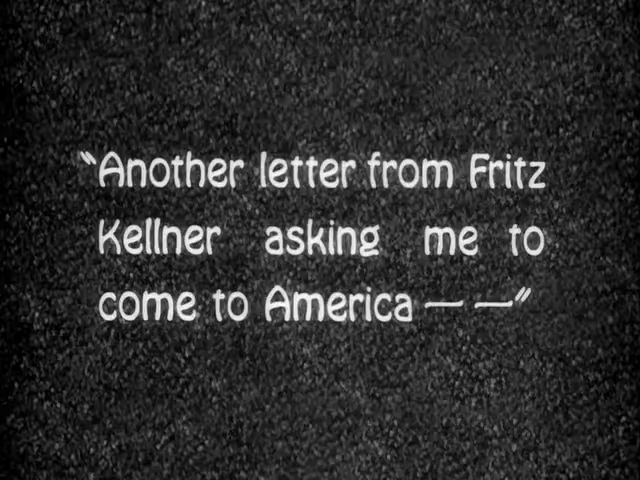 “Another letter from Fritz
Kellner asking me to
come to America — —”